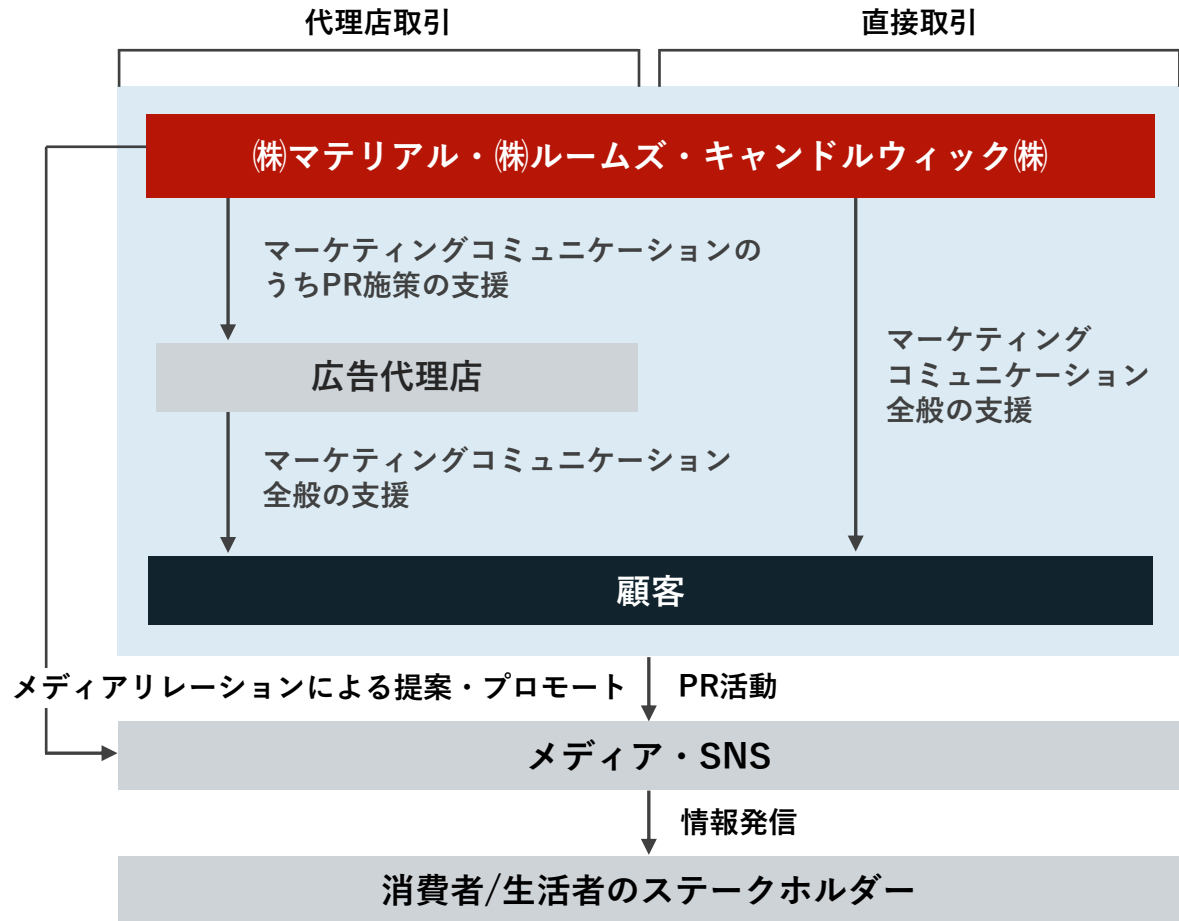 代理店取引
直接取引
㈱マテリアル・㈱ルームズ・キャンドルウィック㈱
マーケティングコミュニケーションの
うちPR施策の支援
広告代理店
マーケティング
コミュニケーション
全般の支援
マーケティングコミュニケーション
全般の支援
顧客
メディアリレーションによる提案・プロモート
PR活動
メディア・SNS
情報発信
消費者/生活者のステークホルダー